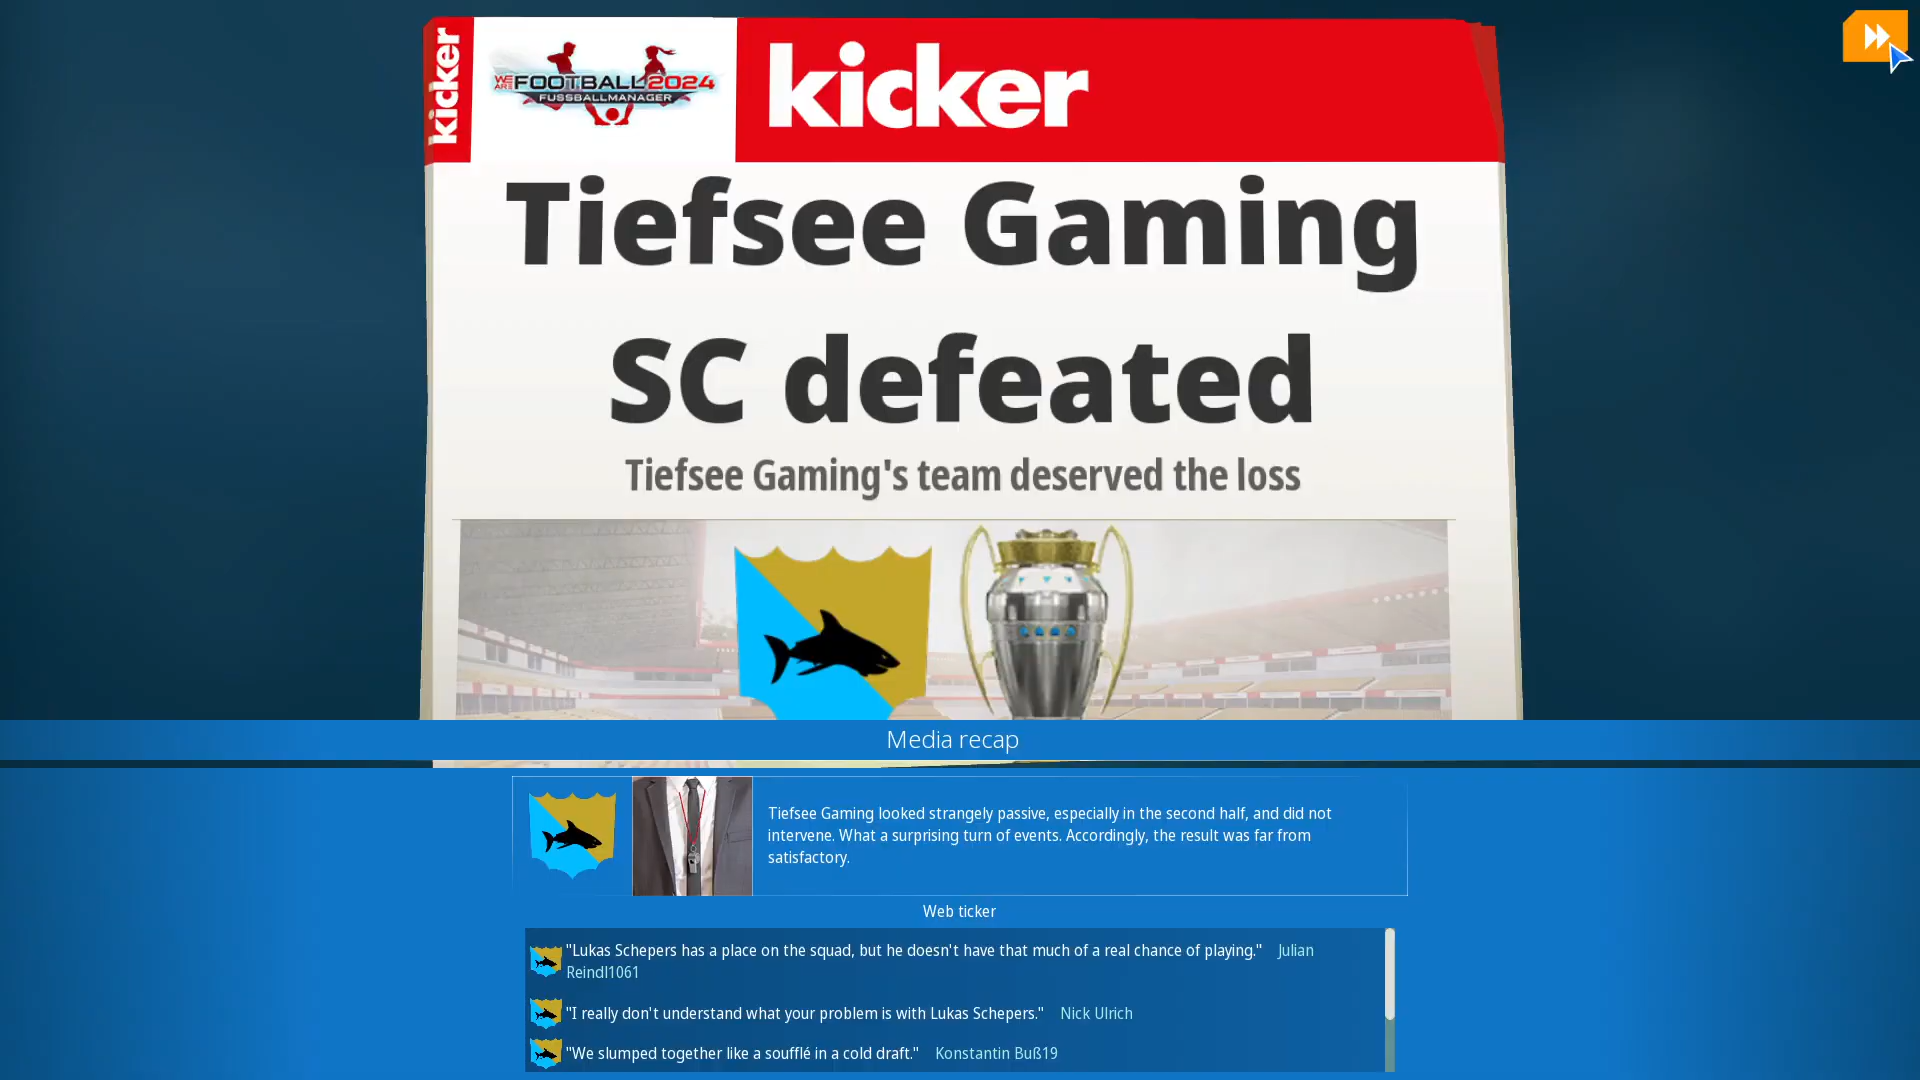 kicker
WE ARE FOOTBALL 2024
FUSSBALLMANAGER
kicker
Tiefsee Gaming
SC defeated
Tiefsee Gaming's team deserved the loss
Media recap
Tiefsee Gaming looked strangely passive, especially in the second half, and did not
intervene. What a surprising turn of events. Accordingly, the result was far from
satisfactory.
Web ticker
"Lukas Schepers has a place on the squad, but he doesn't have that much of a real chance of playing." Julian
Reindl1061
"I really don't understand what your problem is with Lukas Schepers." Nick Ulrich
"We slumped together like a soufflé in a cold draft." Konstantin Buß19